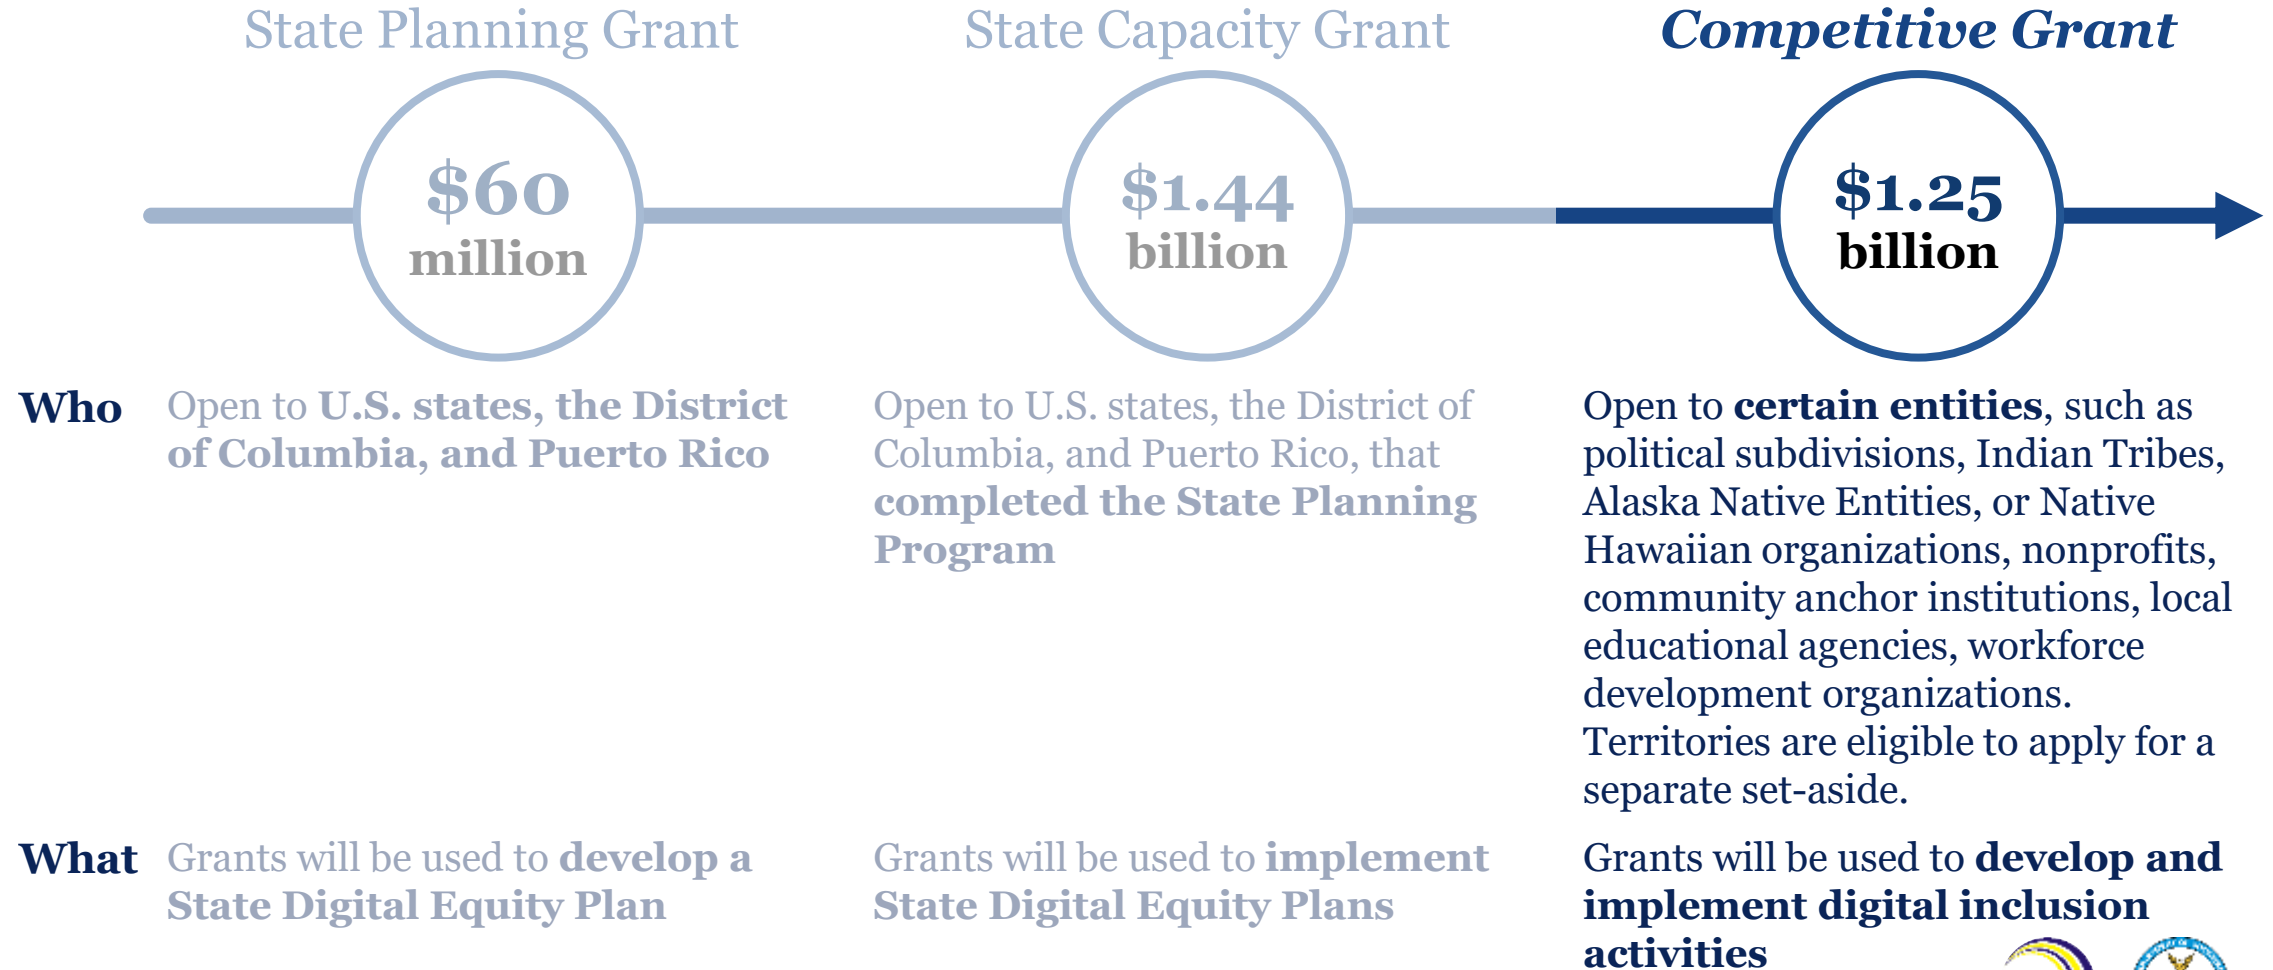 State Planning Grant
State Capacity Grant
Competitive Grant
$60
million
$1.44
billion
$1.25
billion
Who
Open to U.S. states, the District
of Columbia, and Puerto Rico
Open to U.S. states, the District of
Columbia, and Puerto Rico, that
completed the State Planning
Program
Open to certain entities, such as
political subdivisions, Indian Tribes,
Alaska Native Entities, or Native
Hawaiian organizations, nonprofits,
community anchor institutions, local
educational agencies, workforce
development organizations.
Territories are eligible to apply for a
separate set-aside.
What
Grants will be used to develop a
State Digital Equity Plan
Grants will be used to implement
State Digital Equity Plans
Grants will be used to develop and
implement digital inclusion
activities